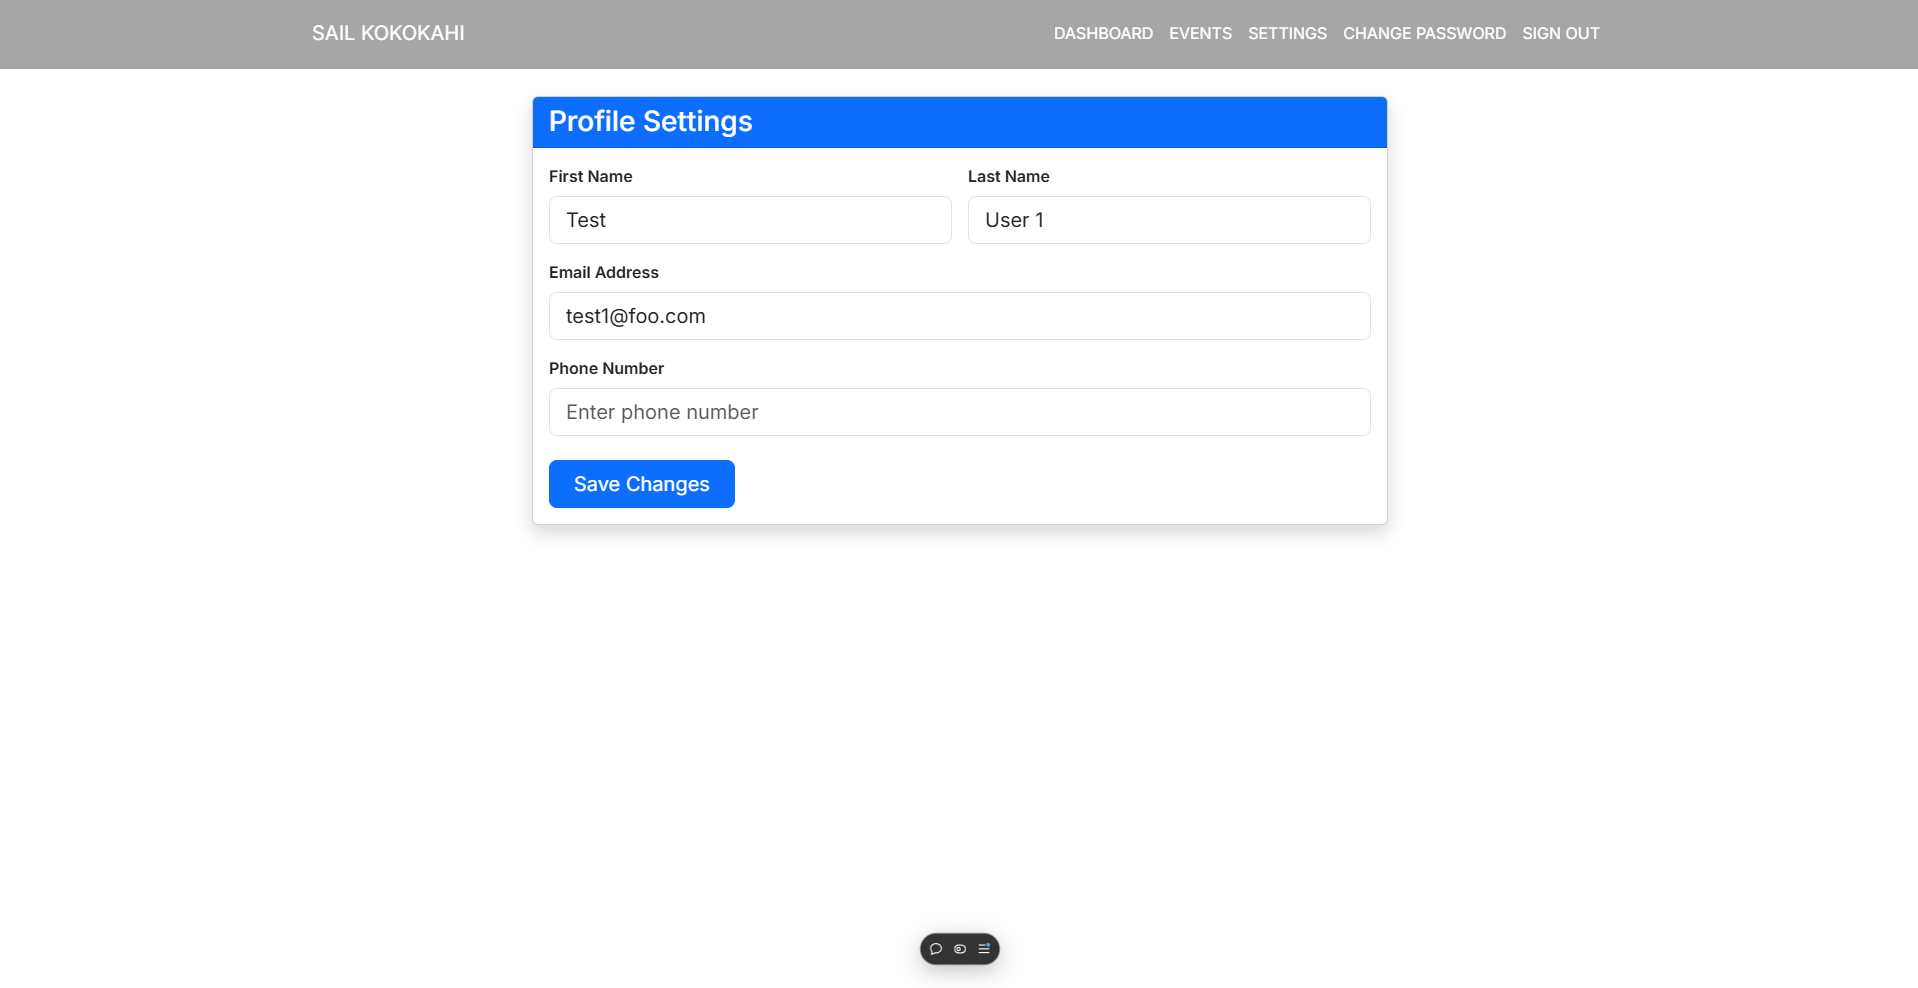 SAIL KOKOKAHI
DASHBOARD EVENTS SETTINGS CHANGE PASSWORD SIGN OUT
Profile Settings
First Name
Last Name
Test
User 1
Email Address
test1@foo.com
Phone Number
Enter phone number
Save Changes